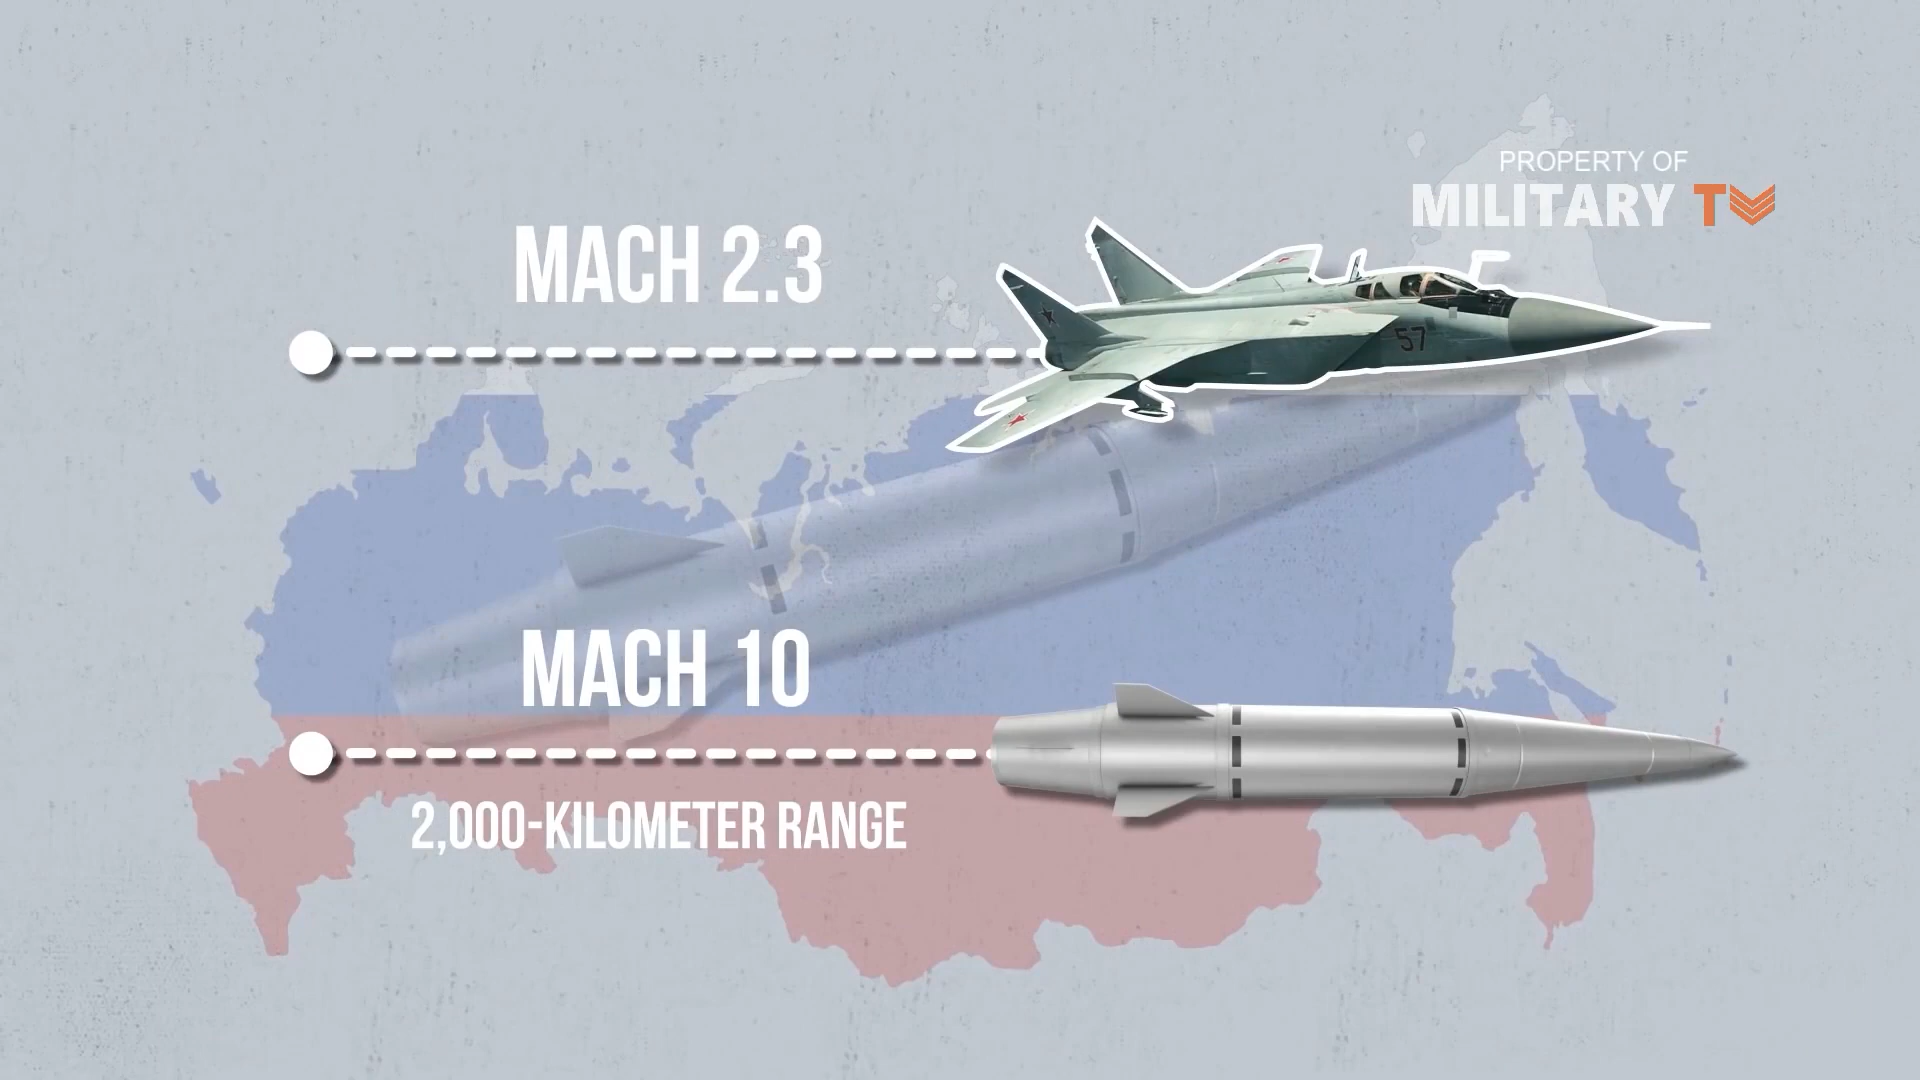 PROPERTY OF
MILITARY TV
MACH 2.3
57
MACH 10
2,000-KILOMETER RANGE